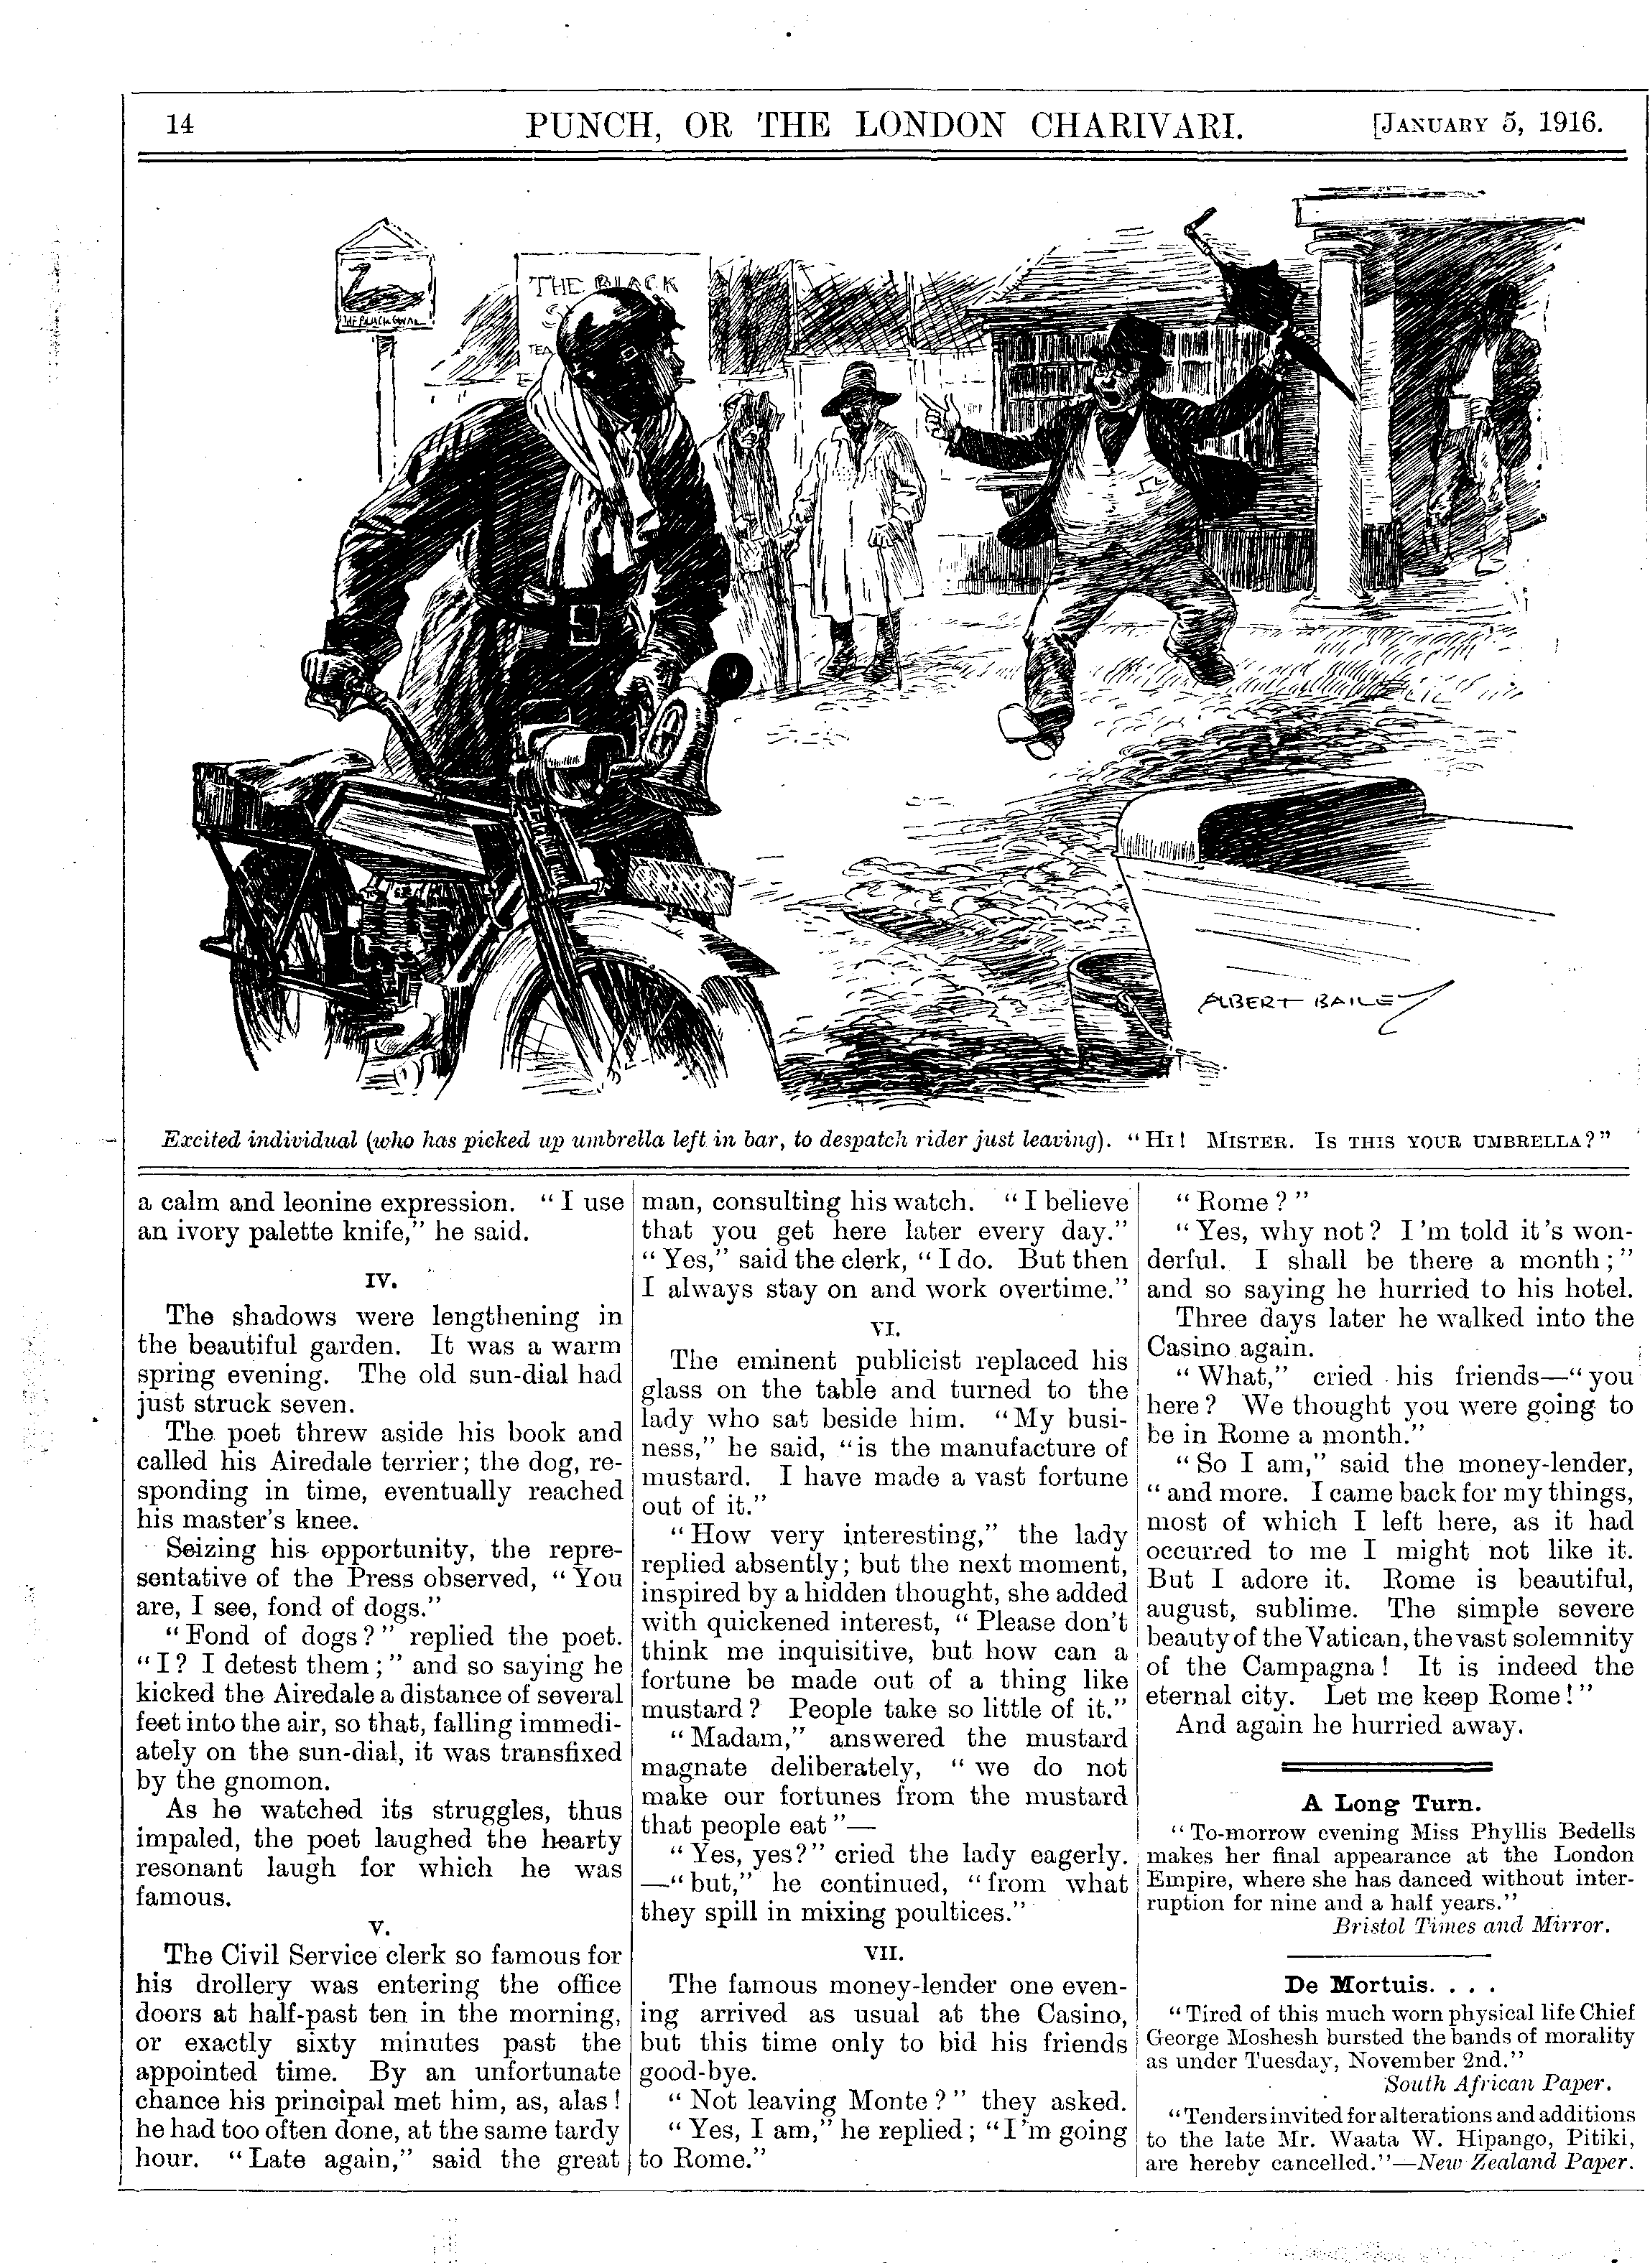 14
PUNCH, OR THE LONDON CHARIVARI.
[JANUARY 5, 1916.
THE BLACK
S
TEA
THE BLACK SWAN
ALBERT BAILEY
Excited individual (who has picked up umbrella left in bar, to despatch rider just leaving). "HI! MISTER. IS THIS YOUR UMBRELLA?"
a calm and leonine expression. "I use
an ivory palette knife," he said.
IV.
The shadows were lengthening in
the beautiful garden. It was a warm
spring evening. The old sun-dial had
just struck seven.
The poet threw aside his book and
called his Airedale terrier; the dog, re-
sponding in time, eventually reached
his master's knee.
Seizing his opportunity, the repre-
sentative of the Press observed, "You
are, I see, fond of dogs."
"Fond of dogs?" replied the poet.
"I? I detest them;" and so saying he
kicked the Airedale a distance of several
feet into the air, so that, falling immedi-
ately on the sun-dial, it was transfixed
by the gnomon.
As he watched its struggles, thus
impaled, the poet laughed the hearty
resonant laugh for which he was
famous.
V.
The Civil Service clerk so famous for
his drollery was entering the office
doors at half-past ten in the morning,
or exactly sixty minutes past the
appointed time. By an unfortunate
chance his principal met him, as, alas!
he had too often done, at the same tardy
hour. "Late again," said the great
man, consulting his watch. "I believe
that you get here later every day."
"Yes," said the clerk, "I do. But then
I always stay on and work overtime."
VI.
The eminent publicist replaced his
glass on the table and turned to the
lady who sat beside him. "My busi-
ness," he said, "is the manufacture of
mustard. I have made a vast fortune
out of it."
"How very interesting," the lady
replied absently; but the next moment,
inspired by a hidden thought, she added
with quickened interest, "Please don't
think me inquisitive, but how can a
fortune be made out of a thing like
mustard? People take so little of it."
"Madam," answered the mustard
magnate deliberately, "we do not
make our fortunes from the mustard
that people eat"—
"Yes, yes?" cried the lady eagerly.
—"but," he continued, "from what
they spill in mixing poultices."
VII.
The famous money-lender one even-
ing arrived as usual at the Casino,
but this time only to bid his friends
good-bye.
"Not leaving Monte?" they asked.
"Yes, I am," he replied; "I'm going
to Rome."
"Rome?"
"Yes, why not? I'm told it's won-
derful. I shall be there a month;"
and so saying he hurried to his hotel.
Three days later he walked into the
Casino again.
"What," cried his friends—"you
here? We thought you were going to
be in Rome a month."
"So I am," said the money-lender,
"and more. I came back for my things,
most of which I left here, as it had
occurred to me I might not like it.
But I adore it. Rome is beautiful,
august, sublime. The simple severe
beauty of the Vatican, the vast solemnity
of the Campagna! It is indeed the
eternal city. Let me keep Rome!"
And again he hurried away.
A Long Turn.
"To-morrow evening Miss Phyllis Bedells
makes her final appearance at the London
Empire, where she has danced without inter-
ruption for nine and a half years."
Bristol Times and Mirror.
De Mortuis. . . .
"Tired of this much worn physical life Chief
George Moshesh bursted the bands of morality
as under Tuesday, November 2nd."
South African Paper.
"Tenders invited for alterations and additions
to the late Mr. Waata W. Hipango, Pitiki,
are hereby cancelled."—New Zealand Paper.